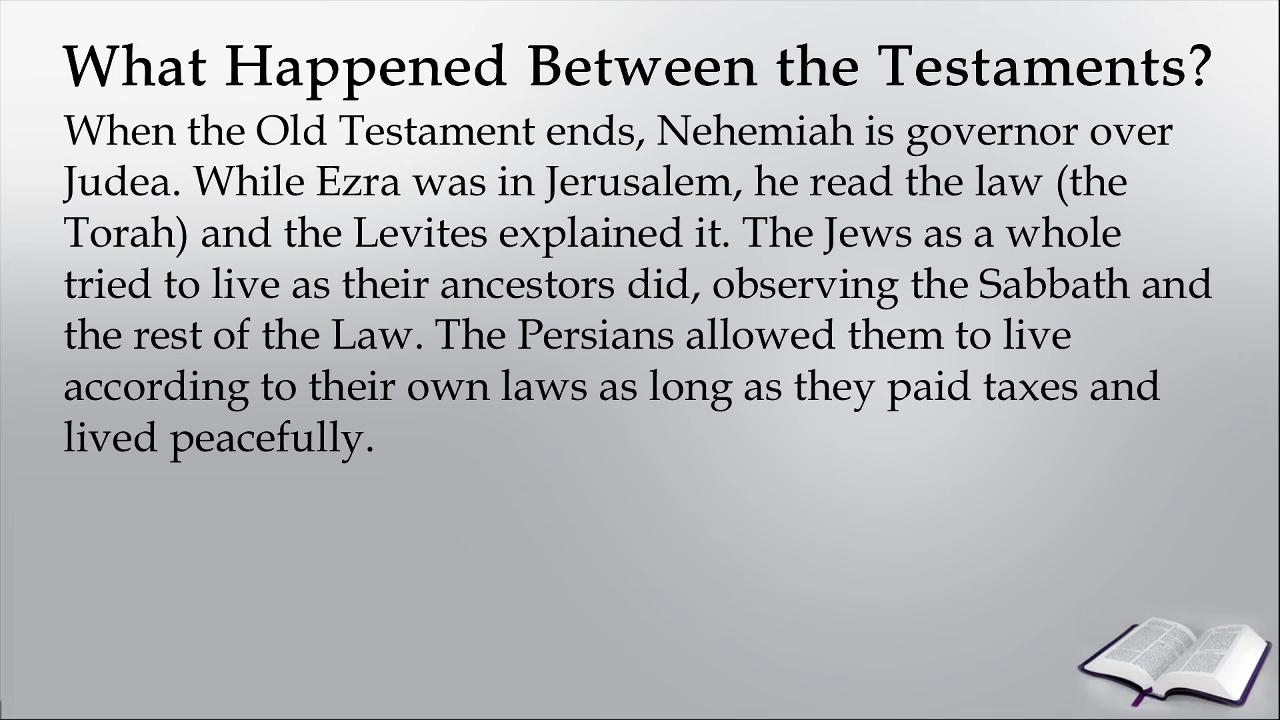 What Happened Between the Testaments?
When the Old Testament ends, Nehemiah is governor over
Judea. While Ezra was in Jerusalem, he read the law (the
Torah) and the Levites explained it. The Jews as a whole
tried to live as their ancestors did, observing the Sabbath and
the rest of the Law. The Persians allowed them to live
according to their own laws as long as they paid taxes and
lived peacefully.